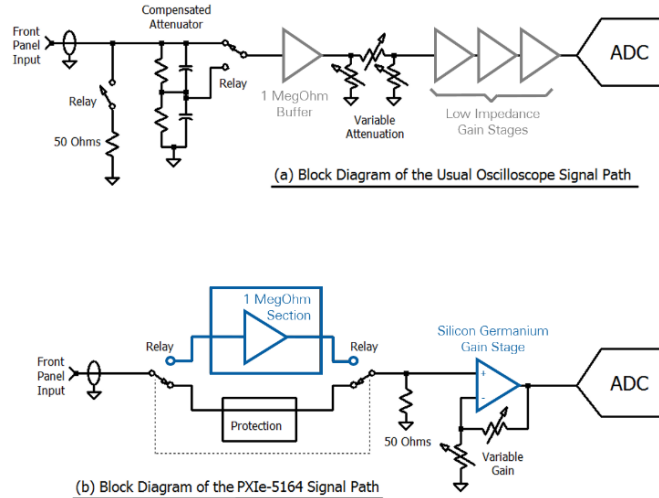 Compensated
Attenuator
Front
Panel
Input
Relay
50 Ohms
Relay
1 MegOhm
Buffer
Variable
Attenuation
Low Impedance
Gain Stages
ADC
(a) Block Diagram of the Usual Oscilloscope Signal Path
1 MegOhm
Section
Relay
Relay
Front
Panel
Input
Protection
50 Ohms
Silicon Germanium
Gain Stage
+
-
Variable
Gain
ADC
(b) Block Diagram of the PXIe-5164 Signal Path